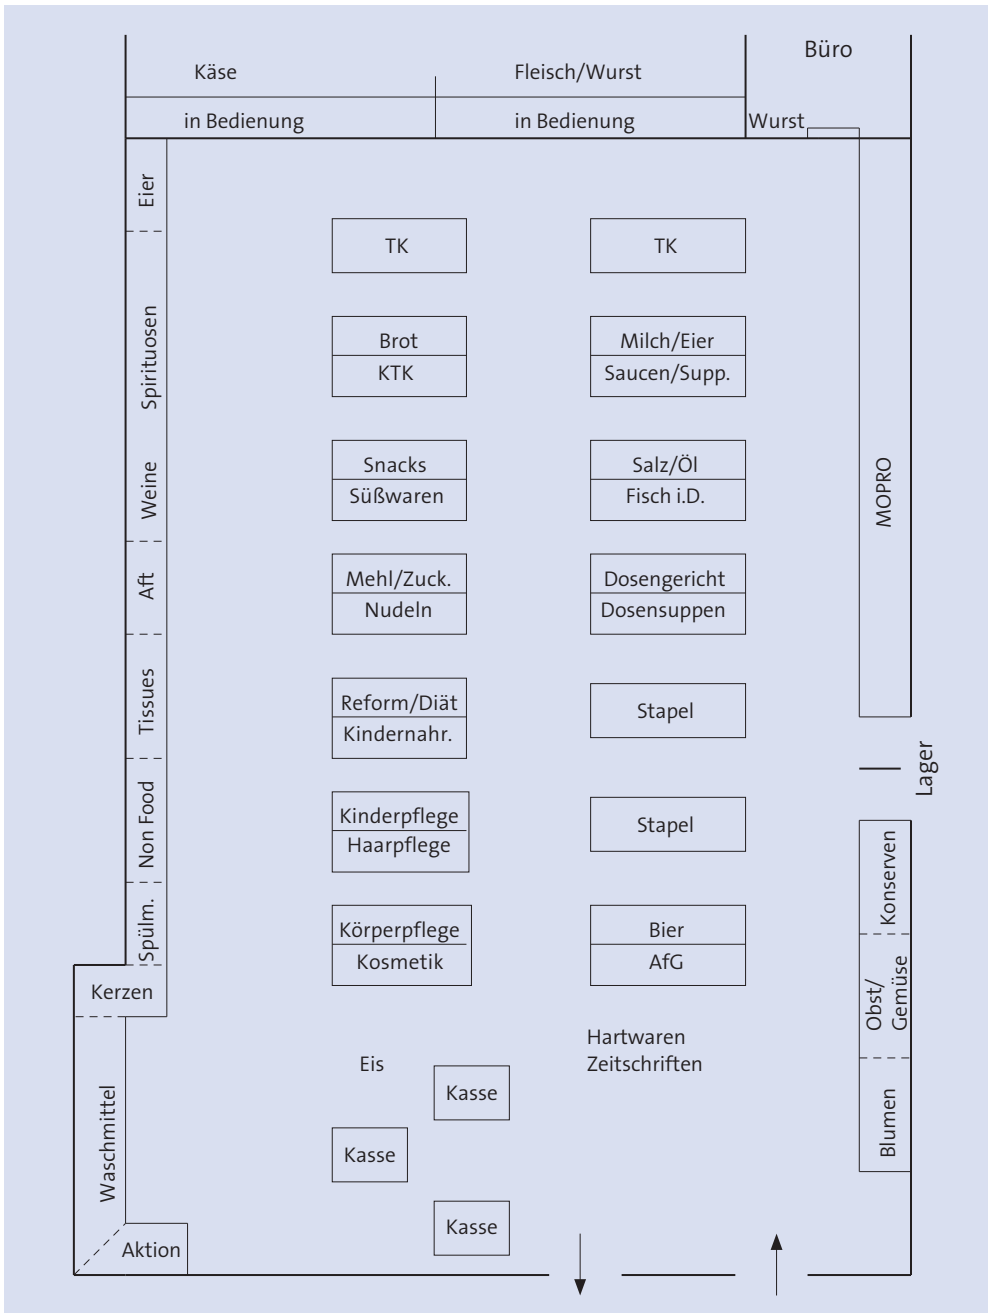 Büro
Käse
Fleisch/Wurst
in Bedienung
in Bedienung
Wurst
Eier
Spirituosen
Weine
Aft
Tissues
Non Food
Spülm.
Kerzen
Waschmittel
Aktion
TK
Brot
KTK
Snacks
Süßwaren
Mehl/Zuck.
Nudeln
Reform/Diät
Kindernahr.
Kinderpflege
Haarpflege
Körperpflege
Kosmetik
TK
Milch/Eier
Saucen/Supp.
Salz/Öl
Fisch i.D.
Dosengericht
Dosensuppen
Stapel
Stapel
Bier
AfG
MOPRO
Lager
Konserven
Obst/
Gemüse
Blumen
Hartwaren
Zeitschriften
Eis
Kasse
Kasse
Kasse